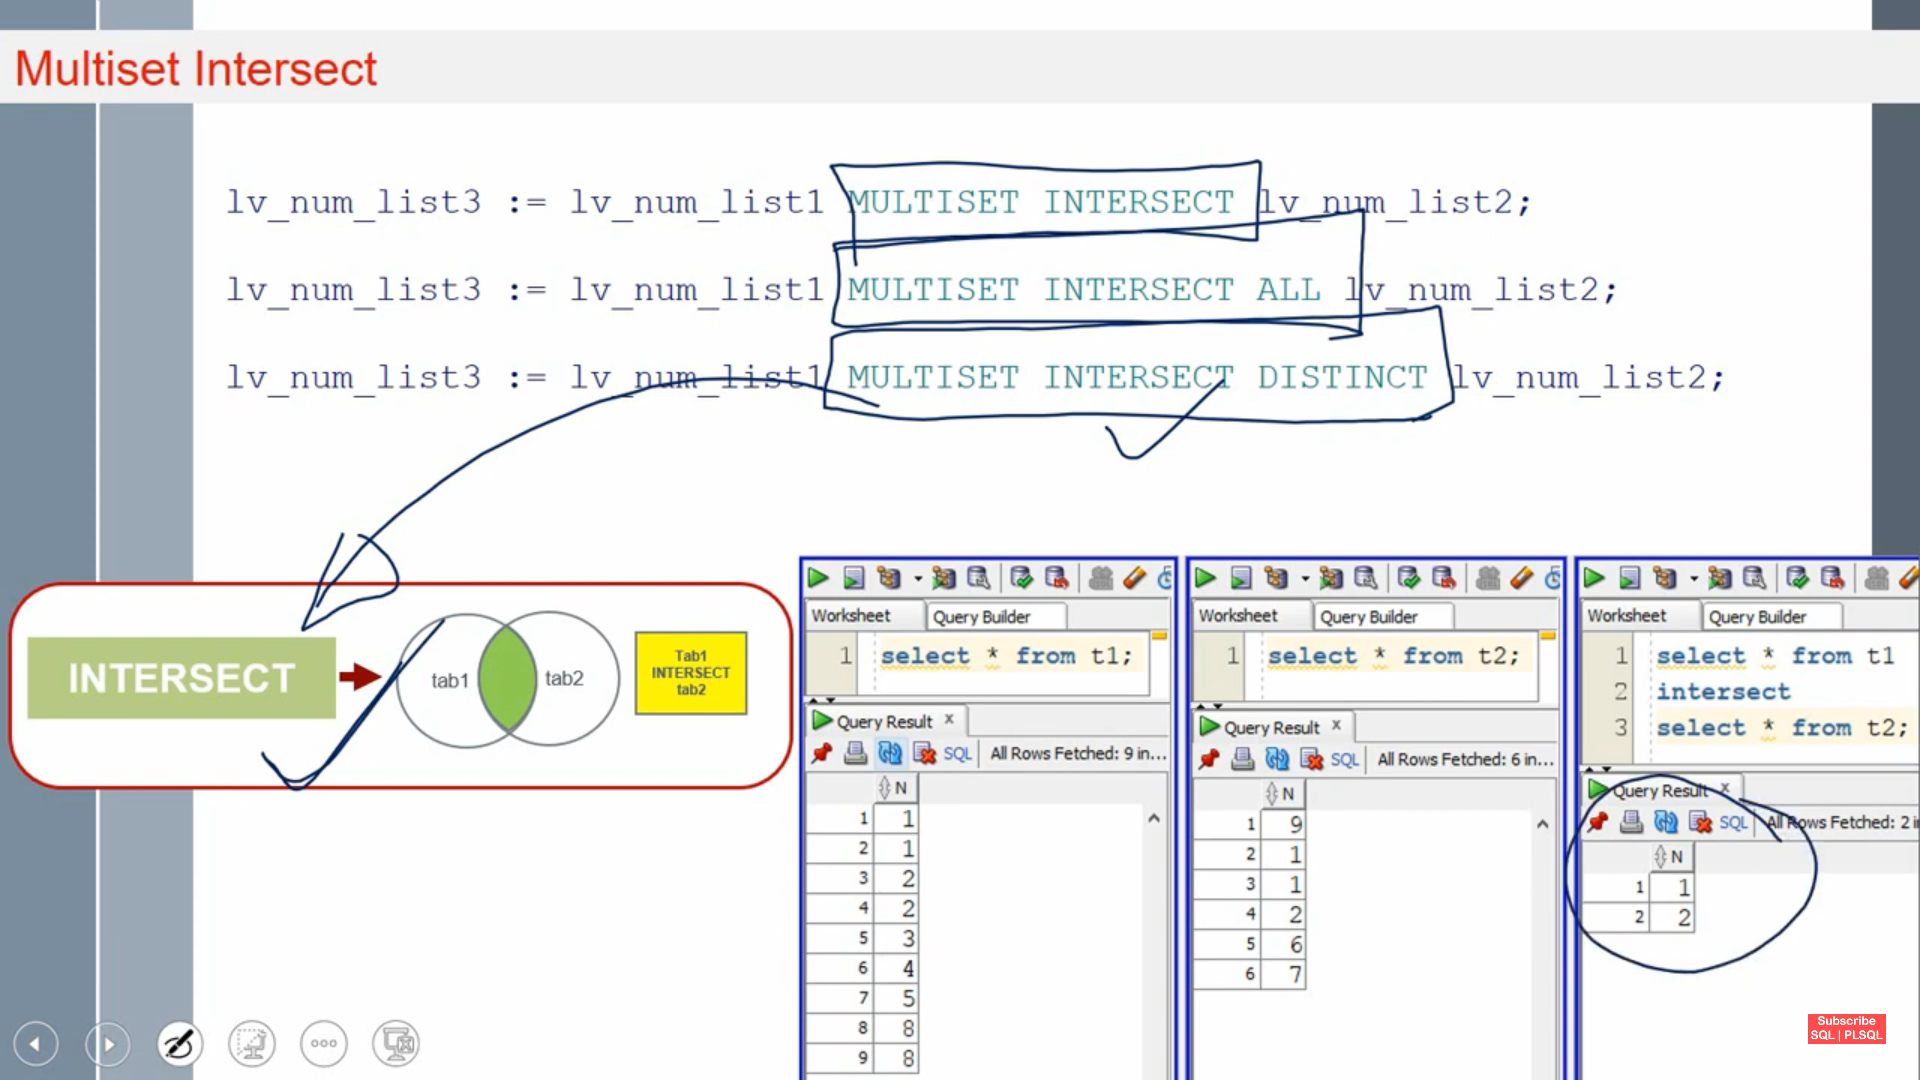 Multiset Intersect
lv_num_list3 := lv_num_list1 MULTISET INTERSECT lv_num_list2;
lv_num_list3 := lv_num_list1 MULTISET INTERSECT ALL lv_num_list2;
lv_num_list3 := lv_num_list1 MULTISET INTERSECT DISTINCT lv_num_list2;
INTERSECT
tab1
tab2
Tab1
INTERSECT
tab2
Worksheet Query Builder
1 select * from t1;
Query Result x
SQL All Rows Fetched: 9 in...
N
1 1
2 1
3 2
4 2
5 3
6 4
7 5
8 8
9 8
Worksheet Query Builder
1 select * from t2;
Query Result x
SQL All Rows Fetched: 6 in...
N
1 9
2 1
3 1
4 2
5 6
6 7
Worksheet Query Builder
1 select * from t1
2 intersect
3 select * from t2;
Query Result x
SQL All Rows Fetched: 2 in
N
1 1
2 2
Subscribe
SQL | PLSQL